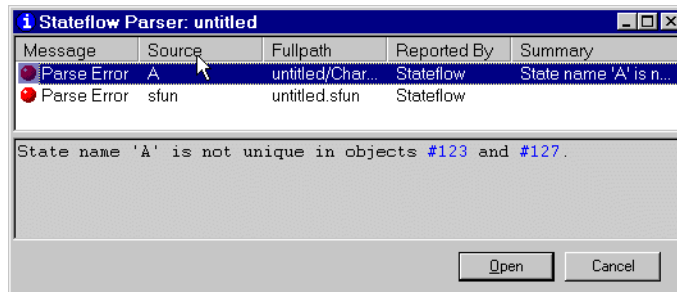 Stateflow Parser: untitled
Message Source Fullpath Reported By Summary
Parse Error A untitled/Char... Stateflow State name 'A' is n...
Parse Error sfun untitled.sfun Stateflow
State name 'A' is not unique in objects #123 and #127.
Open Cancel